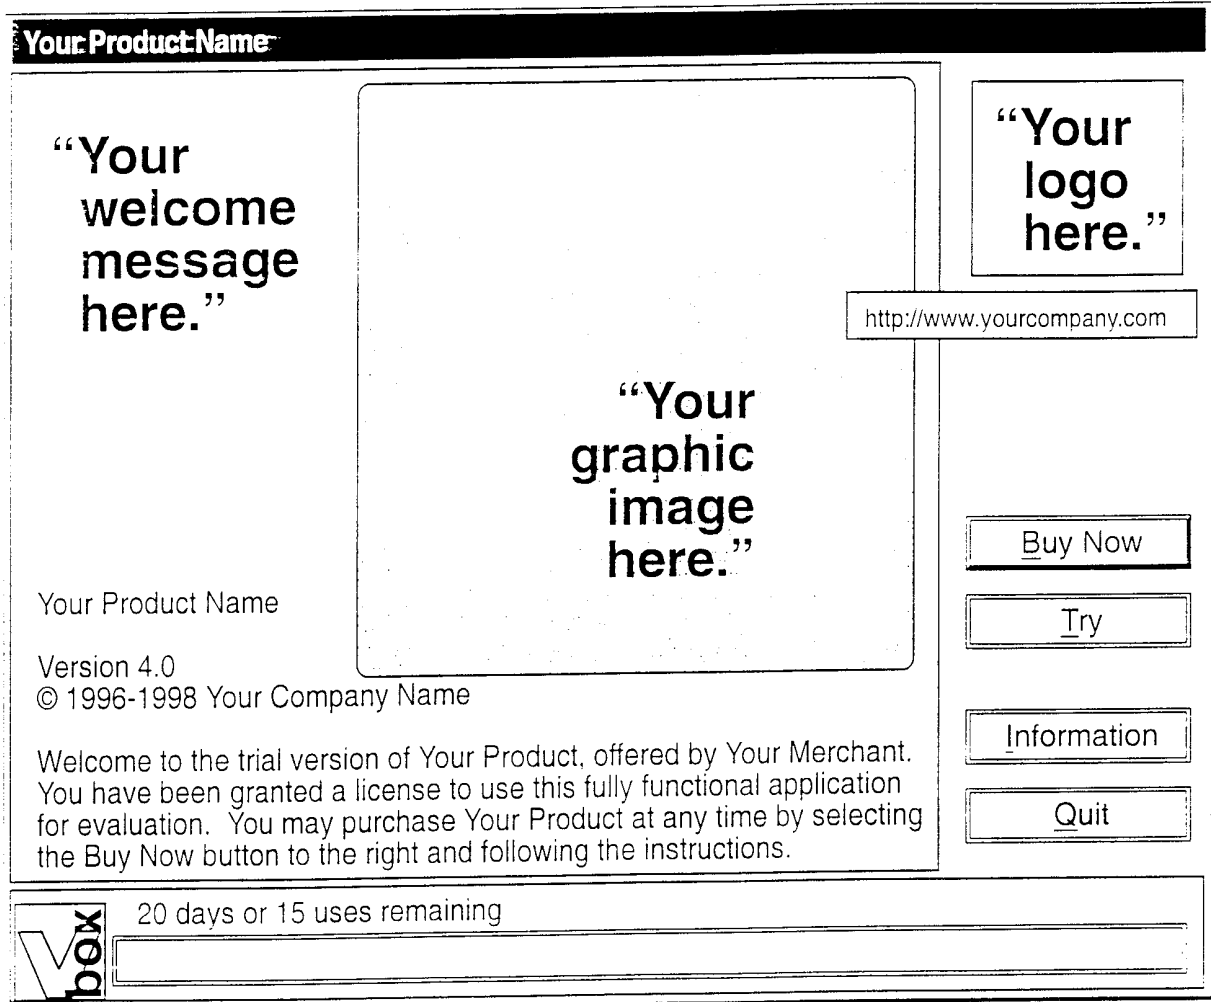 Your Product Name
“Your
welcome
message
here.”
“Your
graphic
image
here.”
“Your
logo
here.”
http://www.yourcompany.com
Buy Now
Try
Information
Quit
Your Product Name
Version 4.0
© 1996-1998 Your Company Name
Welcome to the trial version of Your Product, offered by Your Merchant.
You have been granted a license to use this fully functional application
for evaluation. You may purchase Your Product at any time by selecting
the Buy Now button to the right and following the instructions.
20 days or 15 uses remaining
Vbox